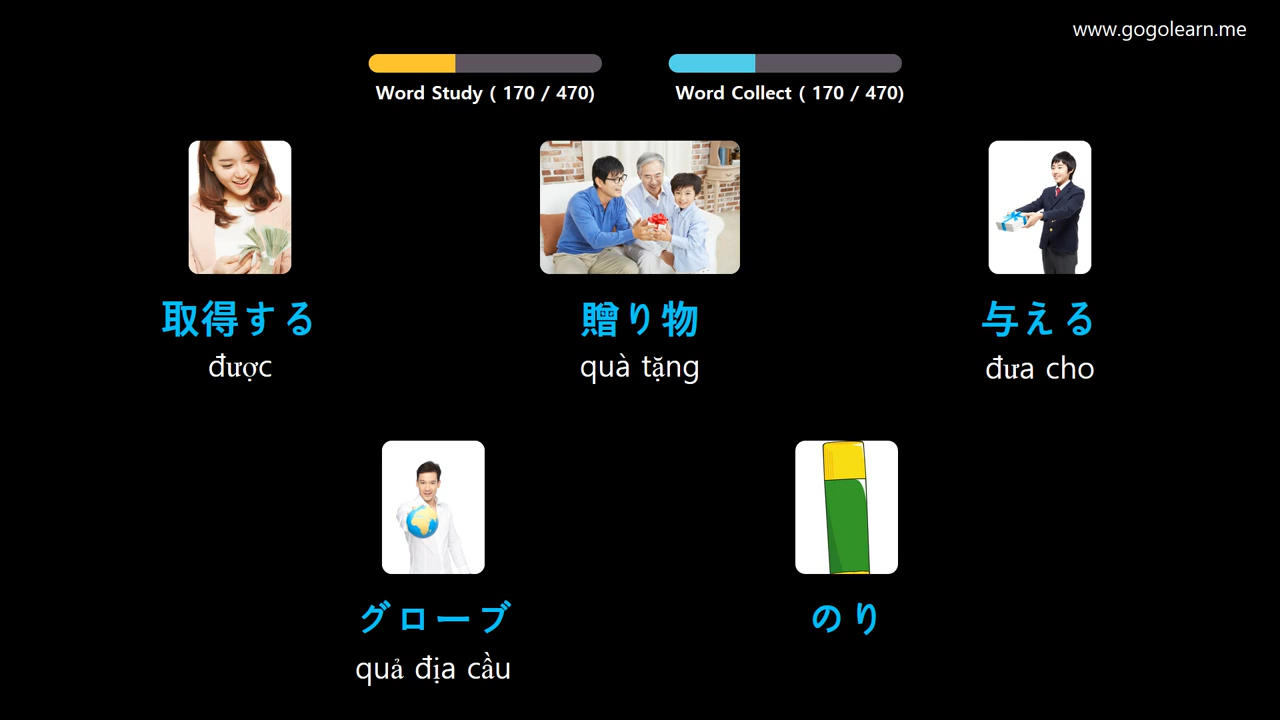 www.gogolearn.me
Word Study ( 170 / 470)
Word Collect ( 170 / 470)
取得する
được
贈り物
quà tặng
与える
đưa cho
グローブ
quả địa cầu
のり